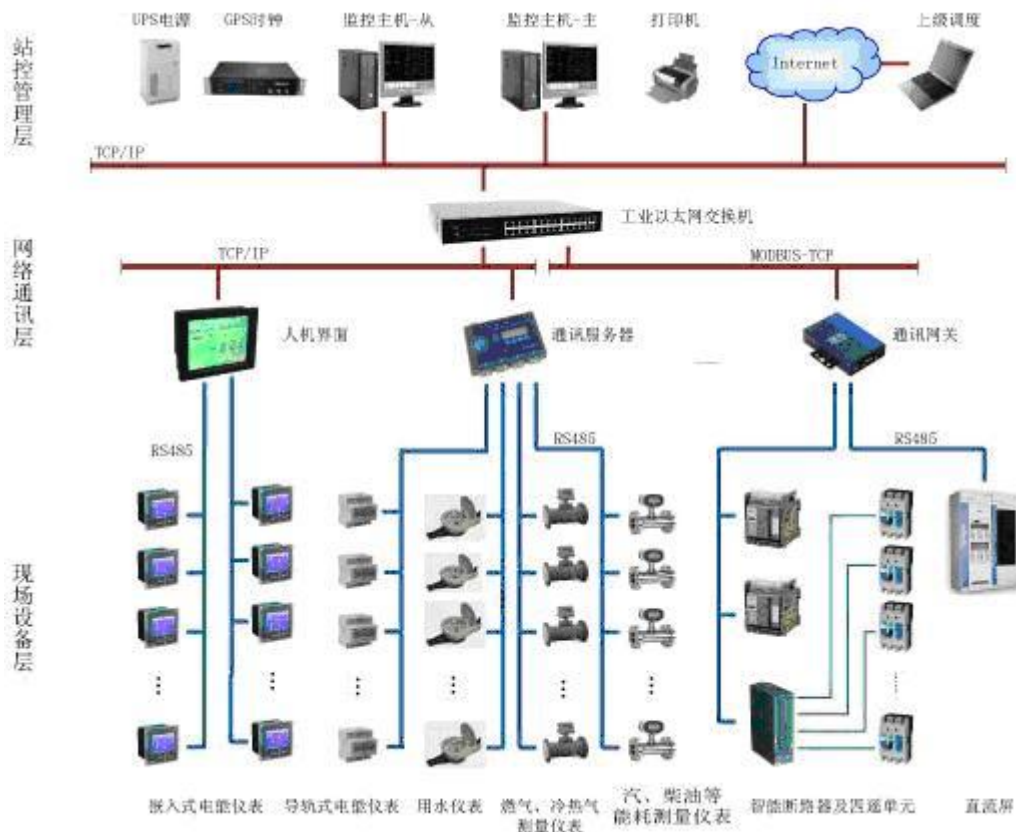 UPS电源
GPS时钟
监控主机-从
监控主机-主
打印机
上级调度
站控管理层
Internet
TCP/IP
工业以太网交换机
网络通讯层
TCP/IP
MODBUS-TCP
人机界面
通讯服务器
通讯网关
RS485
RS485
RS485
现场设备层
嵌入式电能仪表
导轨式电能仪表
用水仪表
燃气、冷热气
测量仪表
汽、柴油等
能耗测量仪表
智能断路器及四遥单元
直流屏